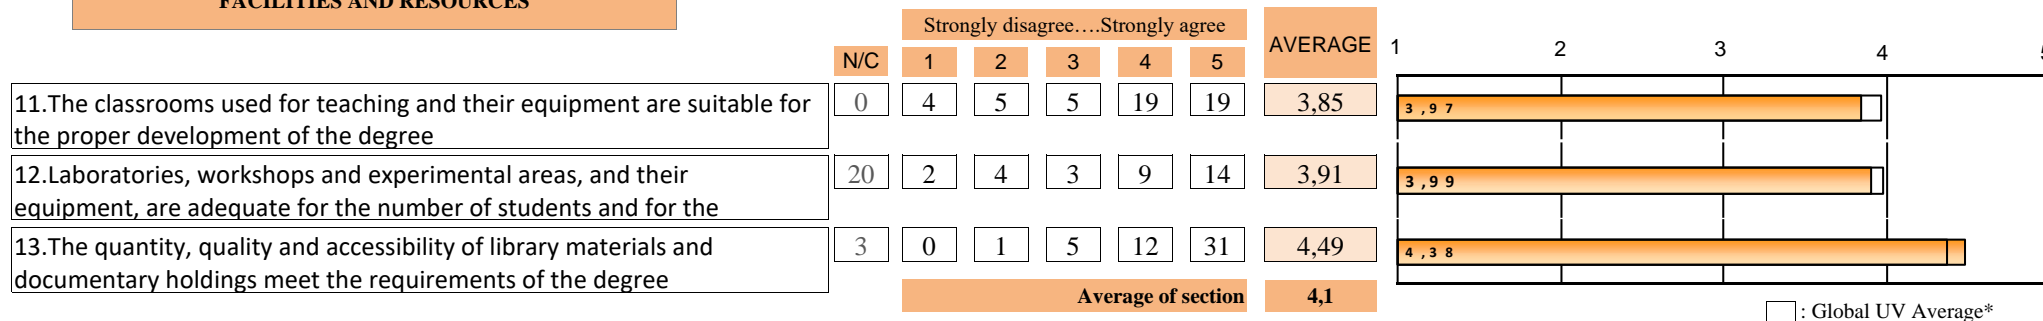 FACILITIES AND RESOURCES
Strongly disagree….Strongly agree
AVERAGE
N/C 1 2 3 4 5
1 2 3 4 5
11.The classrooms used for teaching and their equipment are suitable for
the proper development of the degree
0 4 5 5 19 19 3,85
3,97
12.Laboratories, workshops and experimental areas, and their
equipment, are adequate for the number of students and for the
20 2 4 3 9 14 3,91
3,99
13.The quantity, quality and accessibility of library materials and
documentary holdings meet the requirements of the degree
3 0 1 5 12 31 4,49
4,38
Average of section 4,1
: Global UV Average*